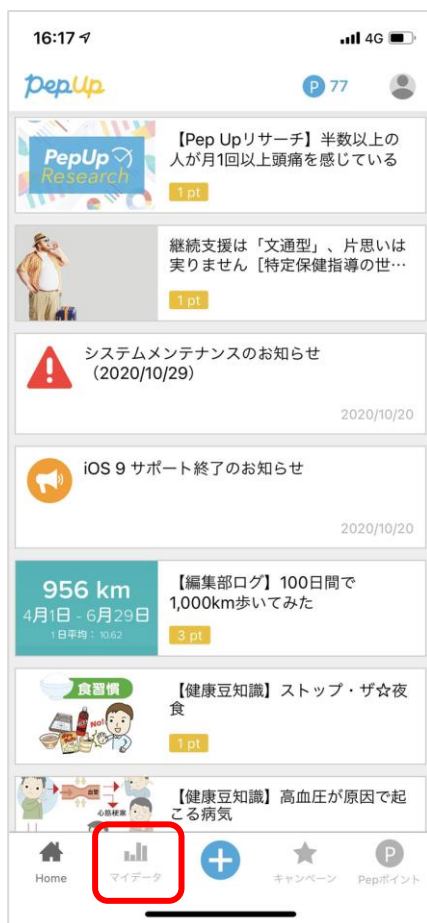 16:17
4G
PepUp
P 77
PepUp
Research
【Pep Upリサーチ】半数以上の
人が月1回以上頭痛を感じている
1 pt
継続支援は「文通型」、片思いは
実りません［特定保健指導の世…
1 pt
システムメンテナンスのお知らせ
（2020/10/29）
2020/10/20
iOS 9 サポート終了のお知らせ
2020/10/20
956 km
4月1日 - 6月29日
1日平均： 10.62
【編集部ログ】100日間で
1,000km歩いてみた
3 pt
食習慣
No!
【健康豆知識】ストップ・ザ☆夜
食
1 pt
血管
心筋梗塞
【健康豆知識】高血圧が原因で起
こる病気
Home
マイデータ
キャンペーン
P
Pepポイント